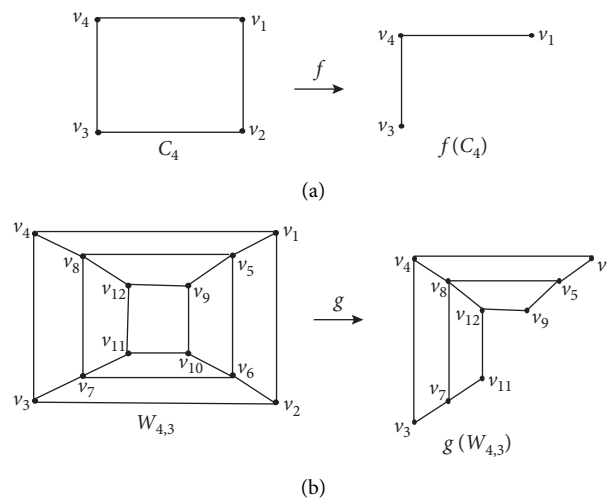 v4 v1 v4 v1
f
v3 v2 v3
C4 f(C4)
(a)
v4 v1 v4 v
v8 v5 v8 v5
v12 v9 g v12 v9
v11 v10 v11
v7 v6 v7
v3 v2 v3
W4,3 g(W4,3)
(b)